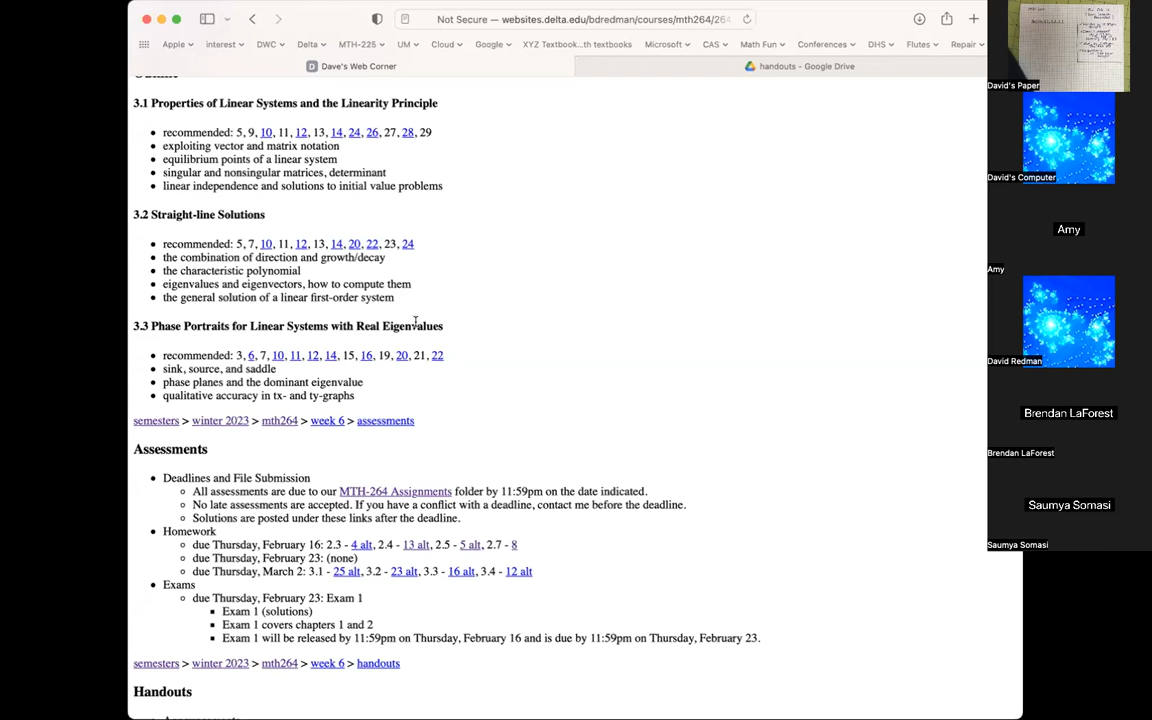 Not Secure — websites.delta.edu/bdredman/courses/mth264/264
Apple interest DWC Delta MTH-225 UM Cloud Google XYZ Textbook...th textbooks Microsoft CAS Math Fun Conferences DHS Flutes Repair
Dave's Web Corner
handouts - Google Drive
3.1 Properties of Linear Systems and the Linearity Principle
• recommended: 5, 9, 10, 11, 12, 13, 14, 24, 26, 27, 28, 29
• exploiting vector and matrix notation
• equilibrium points of a linear system
• singular and nonsingular matrices, determinant
• linear independence and solutions to initial value problems
3.2 Straight-line Solutions
• recommended: 5, 7, 10, 11, 12, 13, 14, 20, 22, 23, 24
• the combination of direction and growth/decay
• the characteristic polynomial
• eigenvalues and eigenvectors, how to compute them
• the general solution of a linear first-order system
3.3 Phase Portraits for Linear Systems with Real Eigenvalues
• recommended: 3, 6, 7, 10, 11, 12, 14, 15, 16, 19, 20, 21, 22
• sink, source, and saddle
• phase planes and the dominant eigenvalue
• qualitative accuracy in tx- and ty-graphs
semesters > winter 2023 > mth264 > week 6 > assessments
Assessments
• Deadlines and File Submission
○ All assessments are due to our MTH-264 Assignments folder by 11:59pm on the date indicated.
○ No late assessments are accepted. If you have a conflict with a deadline, contact me before the deadline.
○ Solutions are posted under these links after the deadline.
• Homework
○ due Thursday, February 16: 2.3 - 4 alt, 2.4 - 13 alt, 2.5 - 5 alt, 2.7 - 8
○ due Thursday, February 23: (none)
○ due Thursday, March 2: 3.1 - 25 alt, 3.2 - 23 alt, 3.3 - 16 alt, 3.4 - 12 alt
• Exams
○ due Thursday, February 23: Exam 1
▪ Exam 1 (solutions)
▪ Exam 1 covers chapters 1 and 2
▪ Exam 1 will be released by 11:59pm on Thursday, February 16 and is due by 11:59pm on Thursday, February 23.
semesters > winter 2023 > mth264 > week 6 > handouts
Handouts
David's Paper
David's Computer
Amy
Amy
David Redman
Brendan LaForest
Brendan LaForest
Saumya Somasi
Saumya Somasi